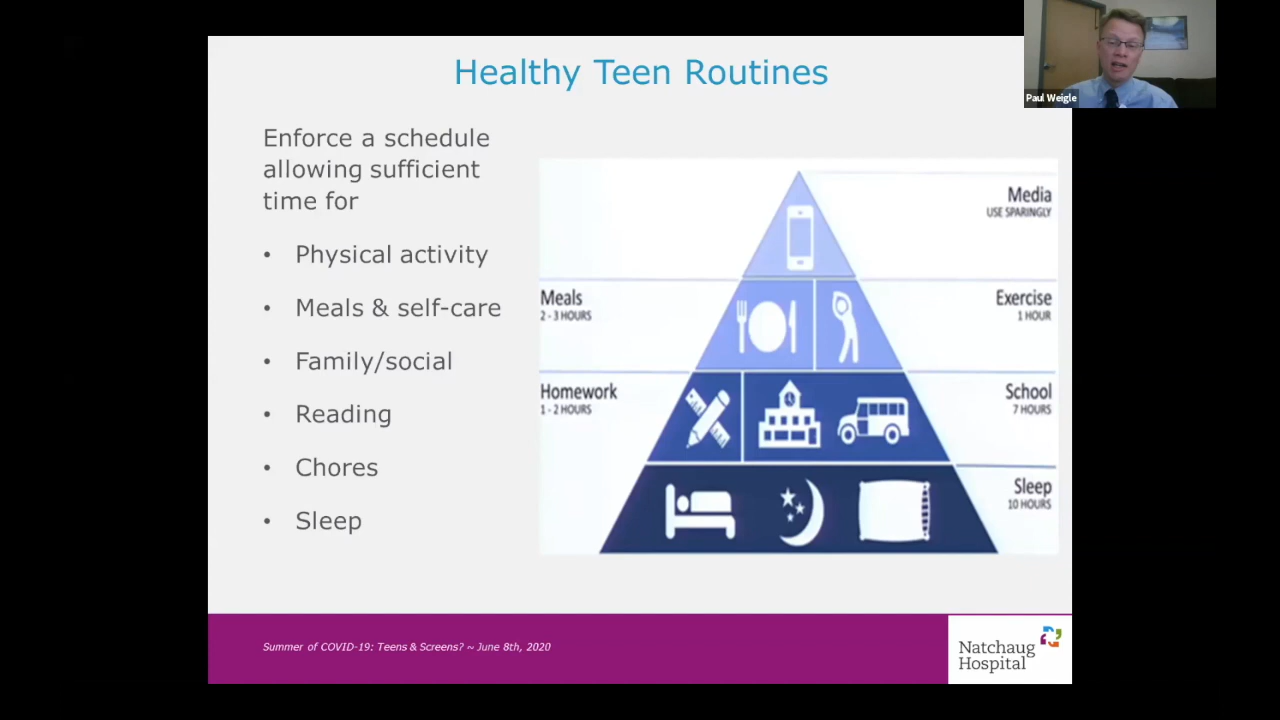 Healthy Teen Routines
Paul Weigle
Enforce a schedule
allowing sufficient
time for
• Physical activity
• Meals & self-care
• Family/social
• Reading
• Chores
• Sleep
Media
USE SPARINGLY
Meals
2 - 3 HOURS
Exercise
1 HOUR
Homework
1 - 2 HOURS
School
7 HOURS
Sleep
10 HOURS
Summer of COVID-19: Teens & Screens? ~ June 8th, 2020
Natchaug
Hospital